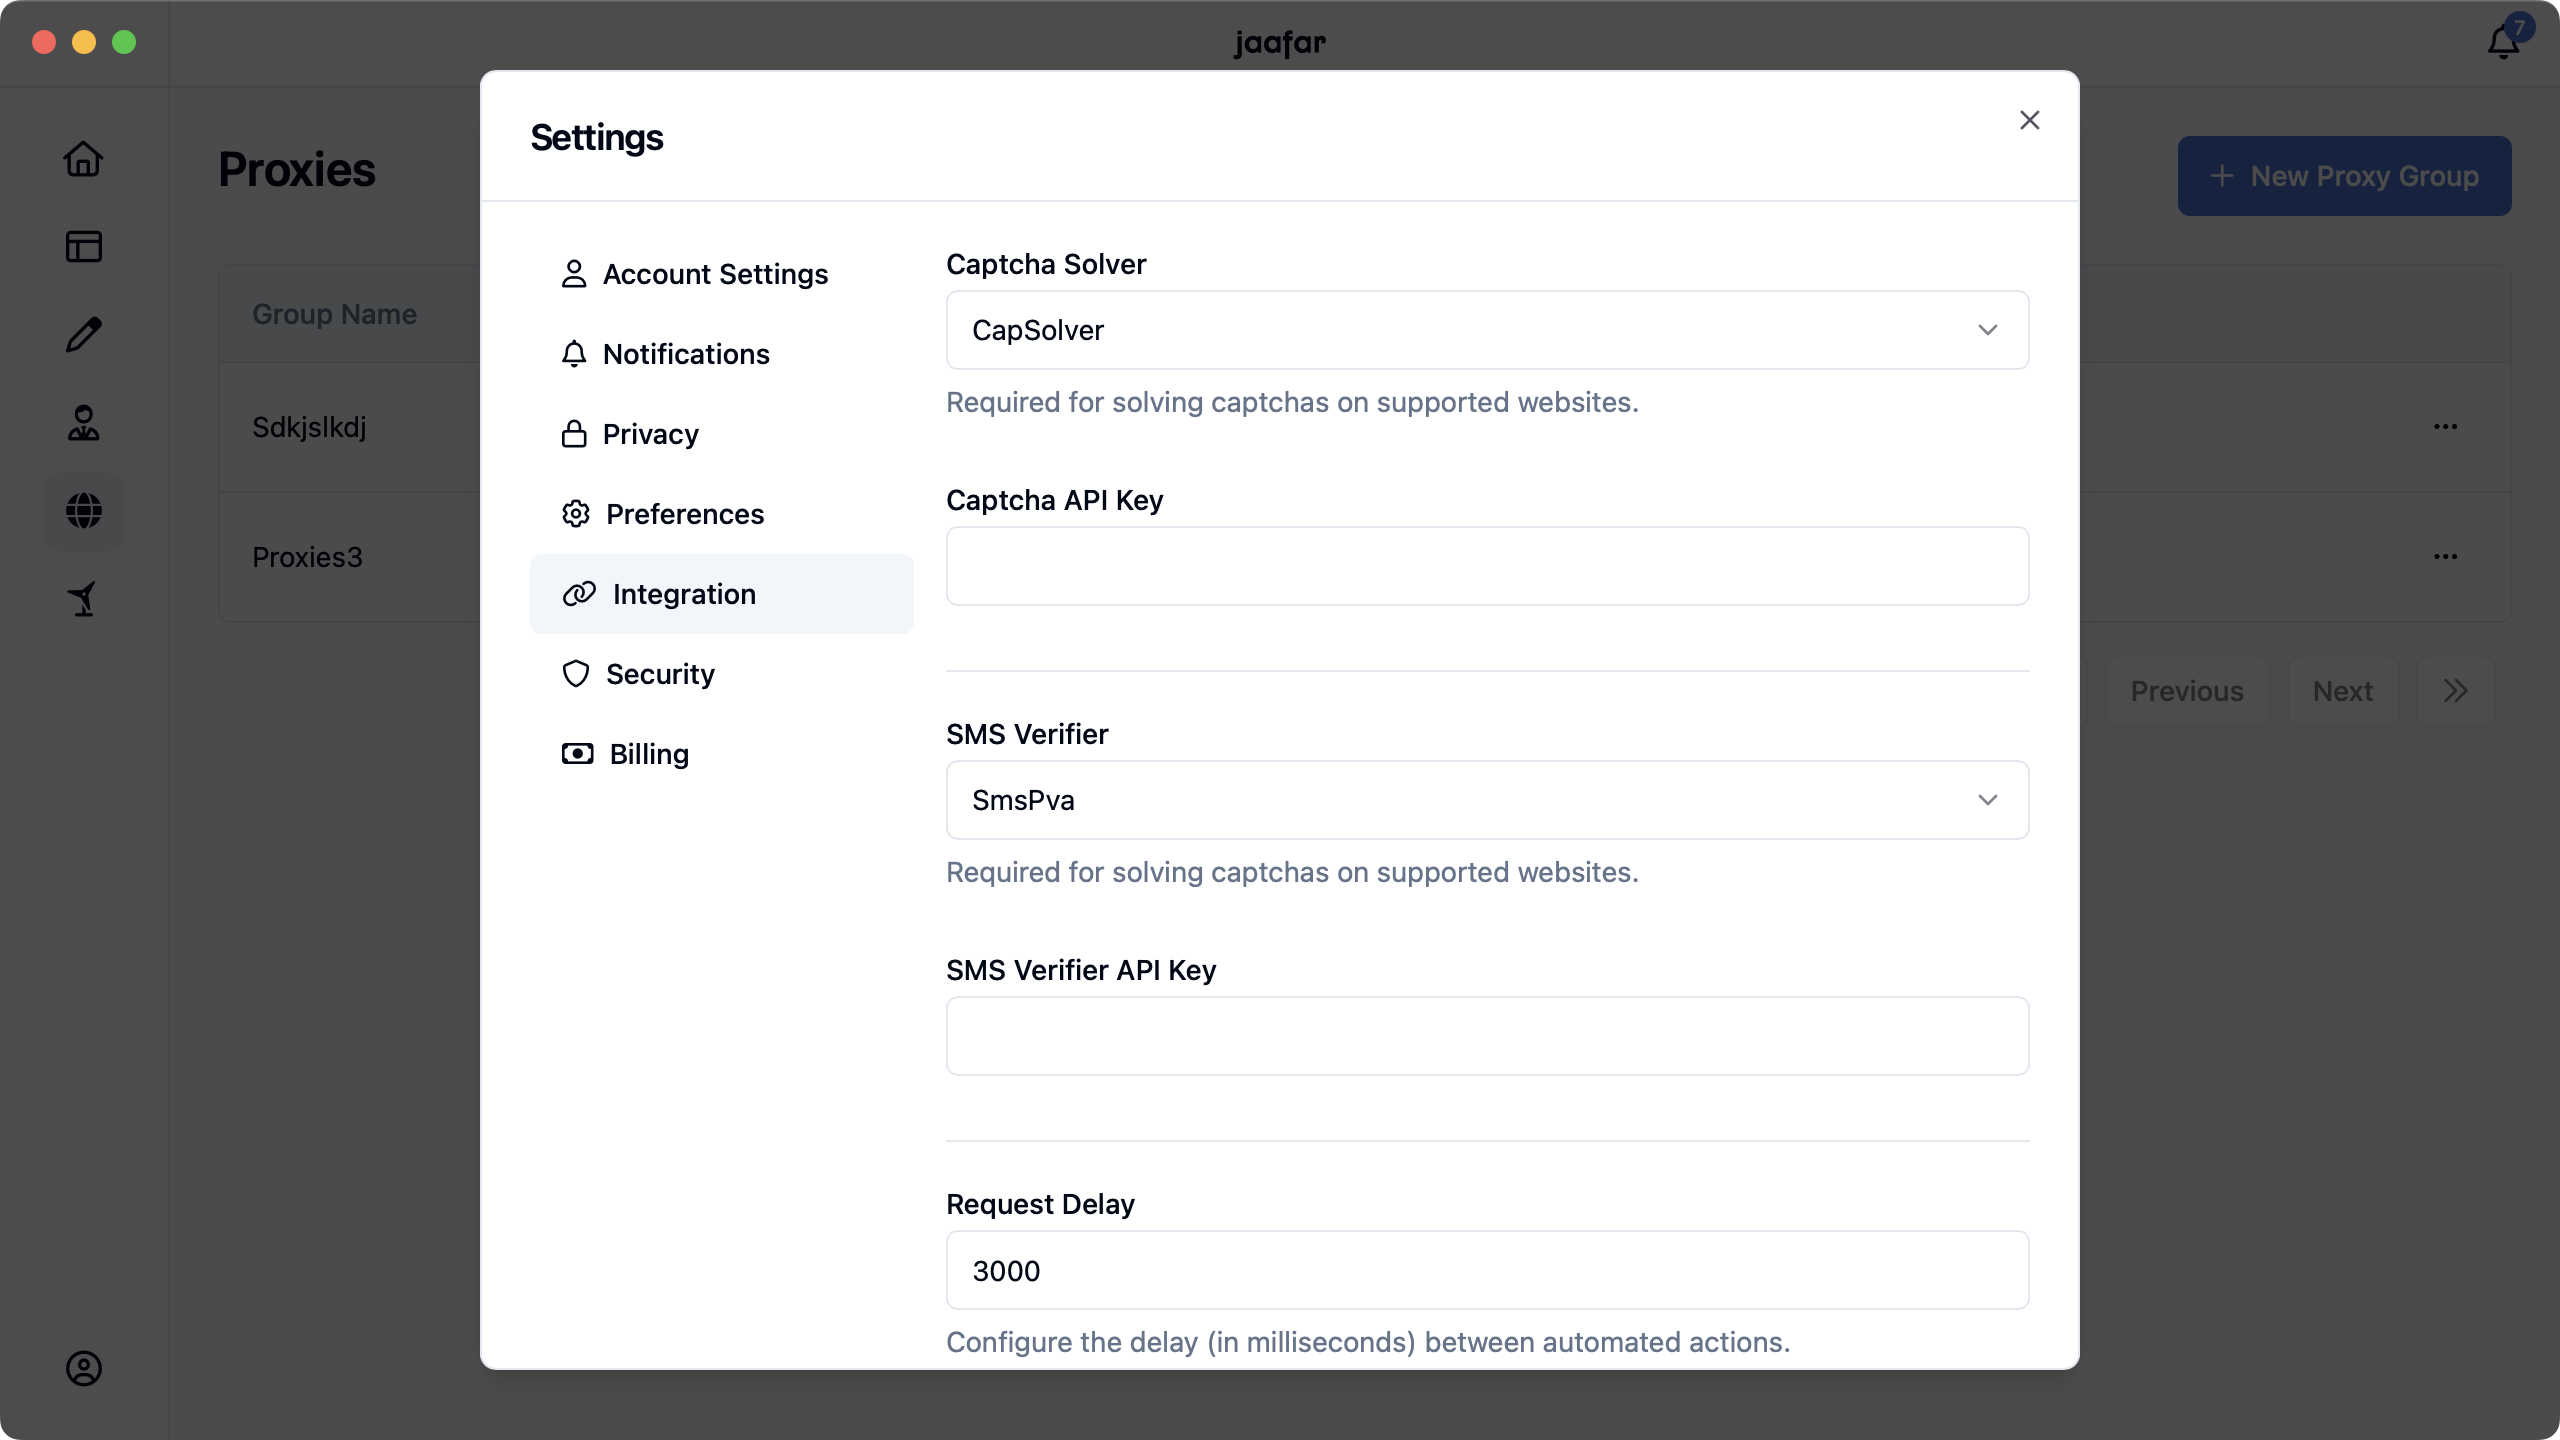 jaafar
7
Settings
Proxies
New Proxy Group
Group Name
Sdkjslkdj
Proxies3
Previous
Next
Account Settings
Notifications
Privacy
Preferences
Integration
Security
Billing
Captcha Solver
CapSolver
Required for solving captchas on supported websites.
Captcha API Key
SMS Verifier
SmsPva
Required for solving captchas on supported websites.
SMS Verifier API Key
Request Delay
3000
Configure the delay (in milliseconds) between automated actions.